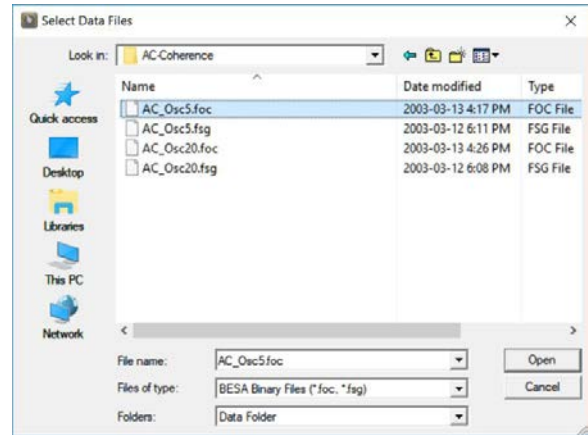 Select Data Files
Look in: AC-Coherence
Name Date modified Type
AC_Osc5.foc 2003-03-13 4:17 PM FOC File
AC_Osc5.fsg 2003-03-12 6:11 PM FSG File
AC_Osc20.foc 2003-03-13 4:26 PM FOC File
AC_Osc20.fsg 2003-03-12 6:08 PM FSG File
Quick access
Desktop
Libraries
This PC
Network
File name: AC_Osc5.foc Open
Files of type: BESA Binary Files (*.foc, *.fsg) Cancel
Folders: Data Folder